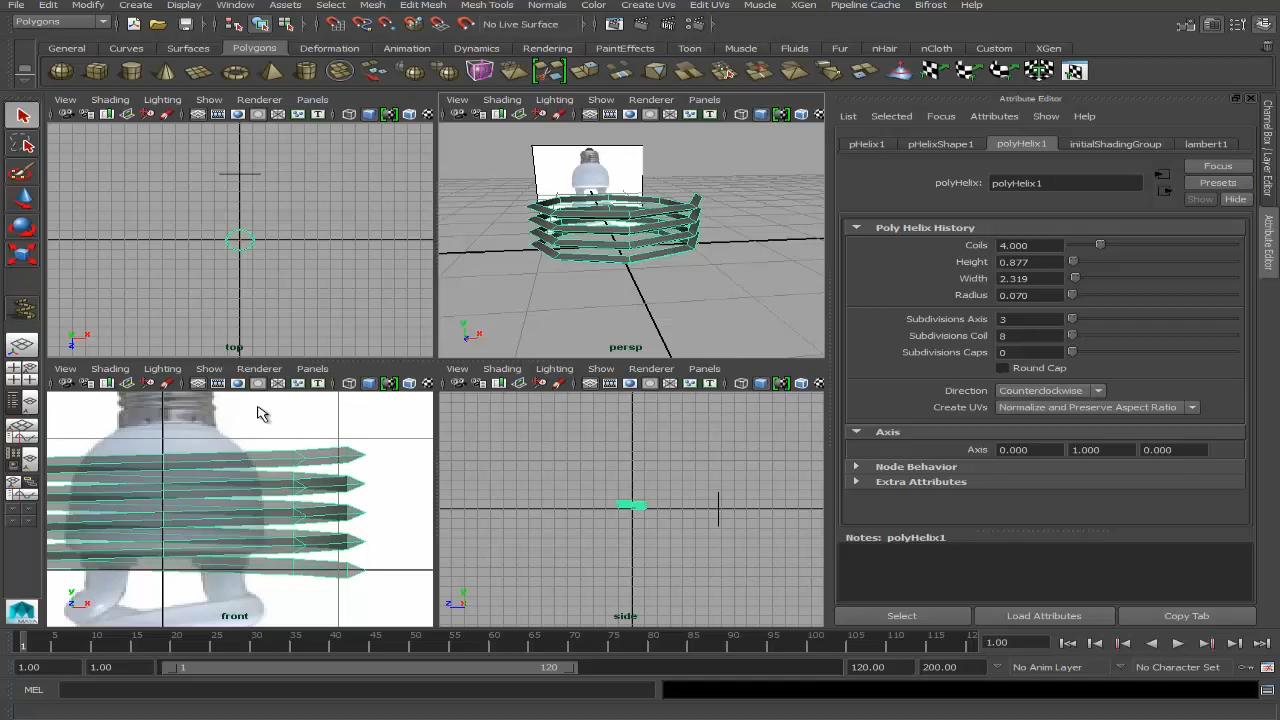 File Edit Modify Create Display Window Assets Select Mesh Edit Mesh Mesh Tools Normals Color Create UVs Edit UVs Muscle XGen Pipeline Cache Bifrost Help
Polygons
No Live Surface
General Curves Surfaces Polygons Deformation Animation Dynamics Rendering PaintEffects Toon Muscle Fluids Fur nHair nCloth Custom XGen
View Shading Lighting Show Renderer Panels
View Shading Lighting Show Renderer Panels
top
persp
View Shading Lighting Show Renderer Panels
View Shading Lighting Show Renderer Panels
front
side
Attribute Editor
List Selected Focus Attributes Show Help
pHelix1 pHelixShape1 polyHelix1 initialShadingGroup lambert1
polyHelix: polyHelix1
Focus
Presets
Show Hide
Poly Helix History
Coils 4.000
Height 0.877
Width 2.319
Radius 0.070
Subdivisions Axis 3
Subdivisions Coil 8
Subdivisions Caps 0
Round Cap
Direction Counterclockwise
Create UVs Normalize and Preserve Aspect Ratio
Axis
Axis 0.000 1.000 0.000
Node Behavior
Extra Attributes
Notes: polyHelix1
Select Load Attributes Copy Tab
Channel Box / Layer Editor
Attribute Editor
1 5 10 15 20 25 30 35 40 45 50 55 60 65 70 75 80 85 90 95 100 105 110 115 12
1.00
1.00 1.00 1 120 120.00 200.00 No Anim Layer No Character Set
MEL